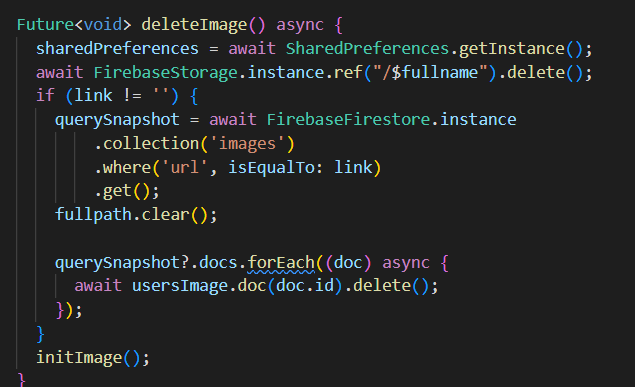 Future<void> deleteImage() async {
  sharedPreferences = await SharedPreferences.getInstance();
  await FirebaseStorage.instance.ref("/$fullname").delete();
  if (link != '') {
    querySnapshot = await FirebaseFirestore.instance
        .collection('images')
        .where('url', isEqualTo: link)
        .get();
    fullpath.clear();

    querySnapshot?.docs.forEach((doc) async {
      await usersImage.doc(doc.id).delete();
    });
  }
  initImage();
}